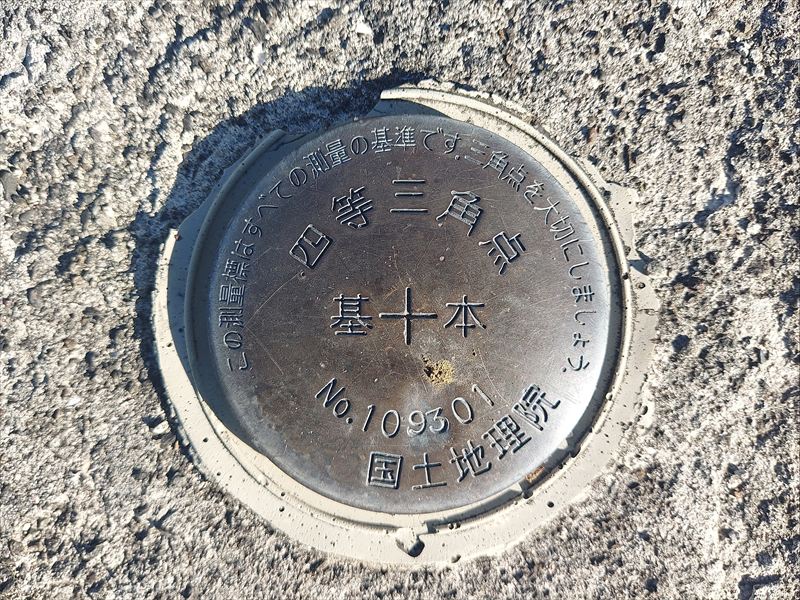 この測量標はすべての測量の基準です。三角点を大切にしましょう。
四等三角点
基本
No.109301
国土地理院